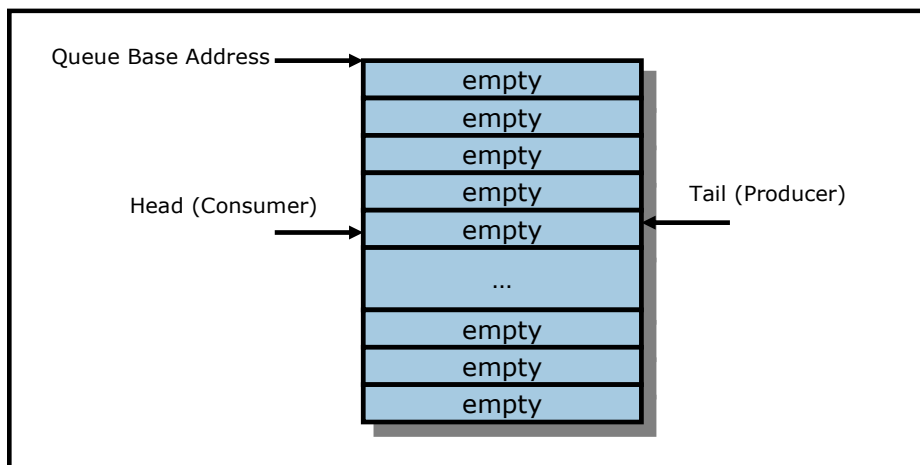 Queue Base Address
empty
empty
empty
empty
Head (Consumer)
Tail (Producer)
empty
...
empty
empty
empty